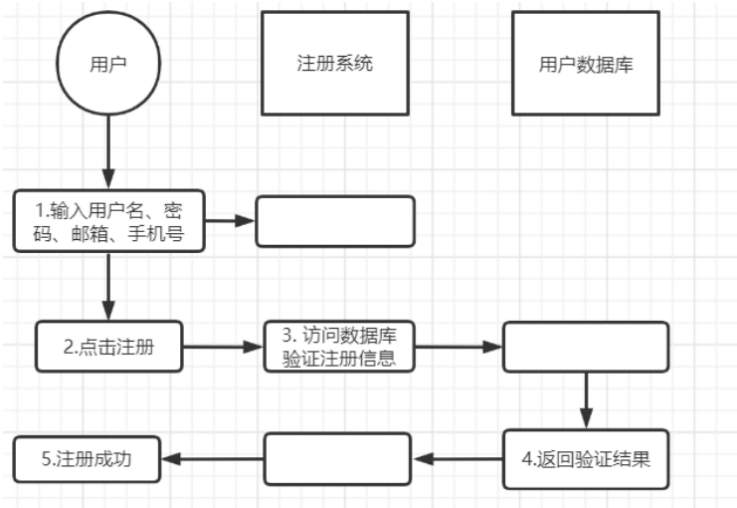 用户
注册系统
用户数据库
1.输入用户名、密
码、邮箱、手机号
2.点击注册
3. 访问数据库
验证注册信息
5.注册成功
4.返回验证结果